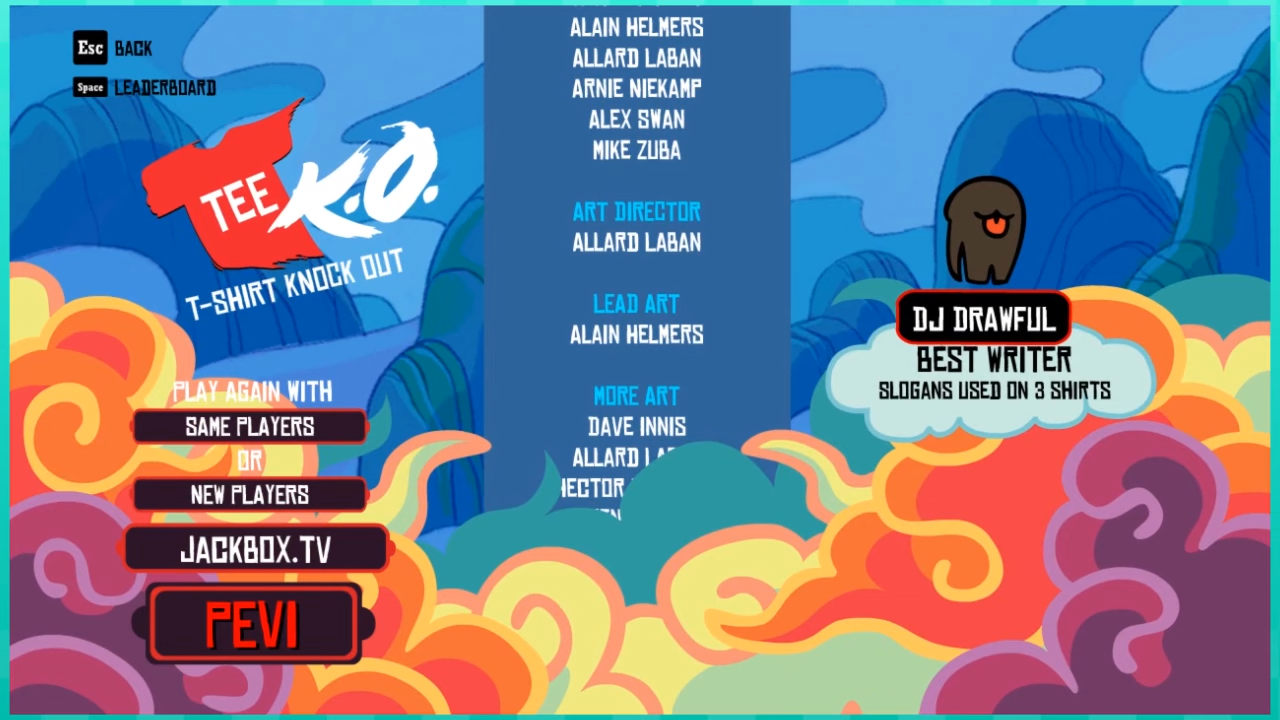 Esc BACK
Space LEADERBOARD
TEE K.O.
T-SHIRT KNOCK OUT
PLAY AGAIN WITH
SAME PLAYERS
OR
NEW PLAYERS
JACKBOX.TV
PEVI
ALAIN HELMERS
ALLARD LABAN
ARNIE NIEKAMP
ALEX SWAN
MIKE ZUBA
ART DIRECTOR
ALLARD LABAN
LEAD ART
ALAIN HELMERS
MORE ART
DAVE INNIS
ALLARD
HECTOR
DJ DRAWFUL
BEST WRITER
SLOGANS USED ON 3 SHIRTS